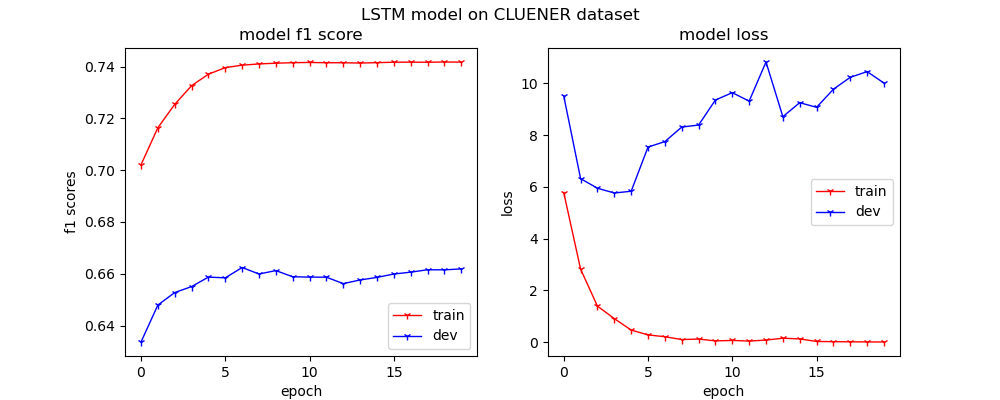 LSTM model on CLUENER dataset
model f1 score
f1 scores
0.74
0.72
0.70
0.68
0.66
0.64
train
dev
0 5 10 15
epoch
model loss
loss
10
8
6
4
2
0
train
dev
0 5 10 15
epoch